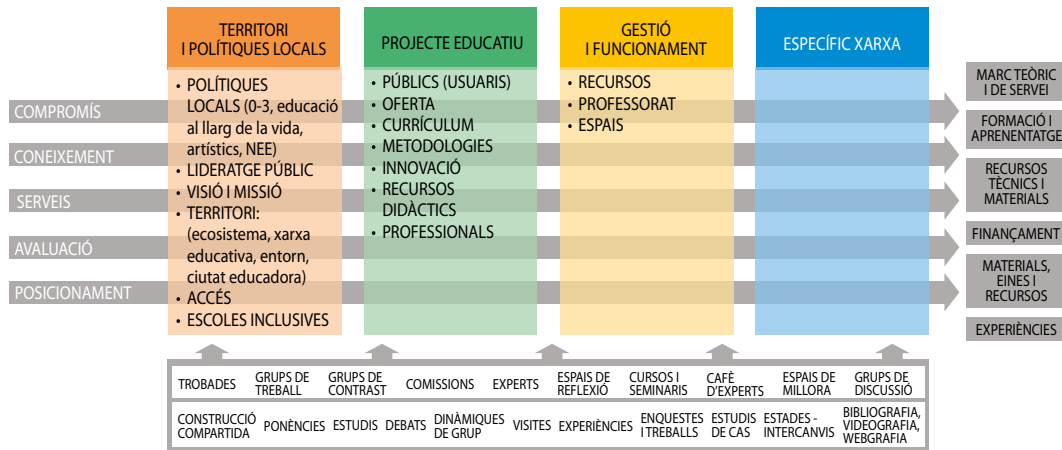 TERRITORI
I POLÍTIQUES LOCALS
PROJECTE EDUCATIU
GESTIÓ
I FUNCIONAMENT
ESPECÍFIC XARXA
COMPROMÍS
CONEIXEMENT
SERVEIS
AVALUACIÓ
POSICIONAMENT
• POLÍTIQUES
LOCALS (0-3, educació
al llarg de la vida,
artístics, NEE)
• LIDERATGE PÚBLIC
• VISIÓ I MISSIÓ
• TERRITORI:
(ecosistema, xarxa
educativa, entorn,
ciutat educadora)
• ACCÉS
• ESCOLES INCLUSIVES
• PÚBLICS (USUARIS)
• OFERTA
• CURRÍCULUM
• METODOLOGIES
• INNOVACIÓ
• RECURSOS
DIDÀCTICS
• PROFESSIONALS
• RECURSOS
• PROFESSORAT
• ESPAIS
MARC TEÒRIC
I DE SERVEI
FORMACIÓ I
APRENENTATGE
RECURSOS
TÈCNICS I
MATERIALS
FINANÇAMENT
MATERIALS,
EINES I
RECURSOS
EXPERIÈNCIES
TROBADES
GRUPS DE
TREBALL
GRUPS DE
CONTRAST
COMISSIONS
EXPERTS
ESPAIS DE
REFLEXIÓ
CURSOS I
SEMINARIS
CAFÈ
D'EXPERTS
ESPAIS DE
MILLORA
GRUPS DE
DISCUSSIÓ
CONSTRUCCIÓ
COMPARTIDA
PONÈNCIES
ESTUDIS
DEBATS
DINÀMIQUES
DE GRUP
VISITES
EXPERIÈNCIES
ENQUESTES
I TREBALLS
ESTUDIS
DE CAS
ESTADES -
INTERCANVIS
BIBLIOGRAFIA,
VIDEOGRAFIA,
WEBGRAFIA